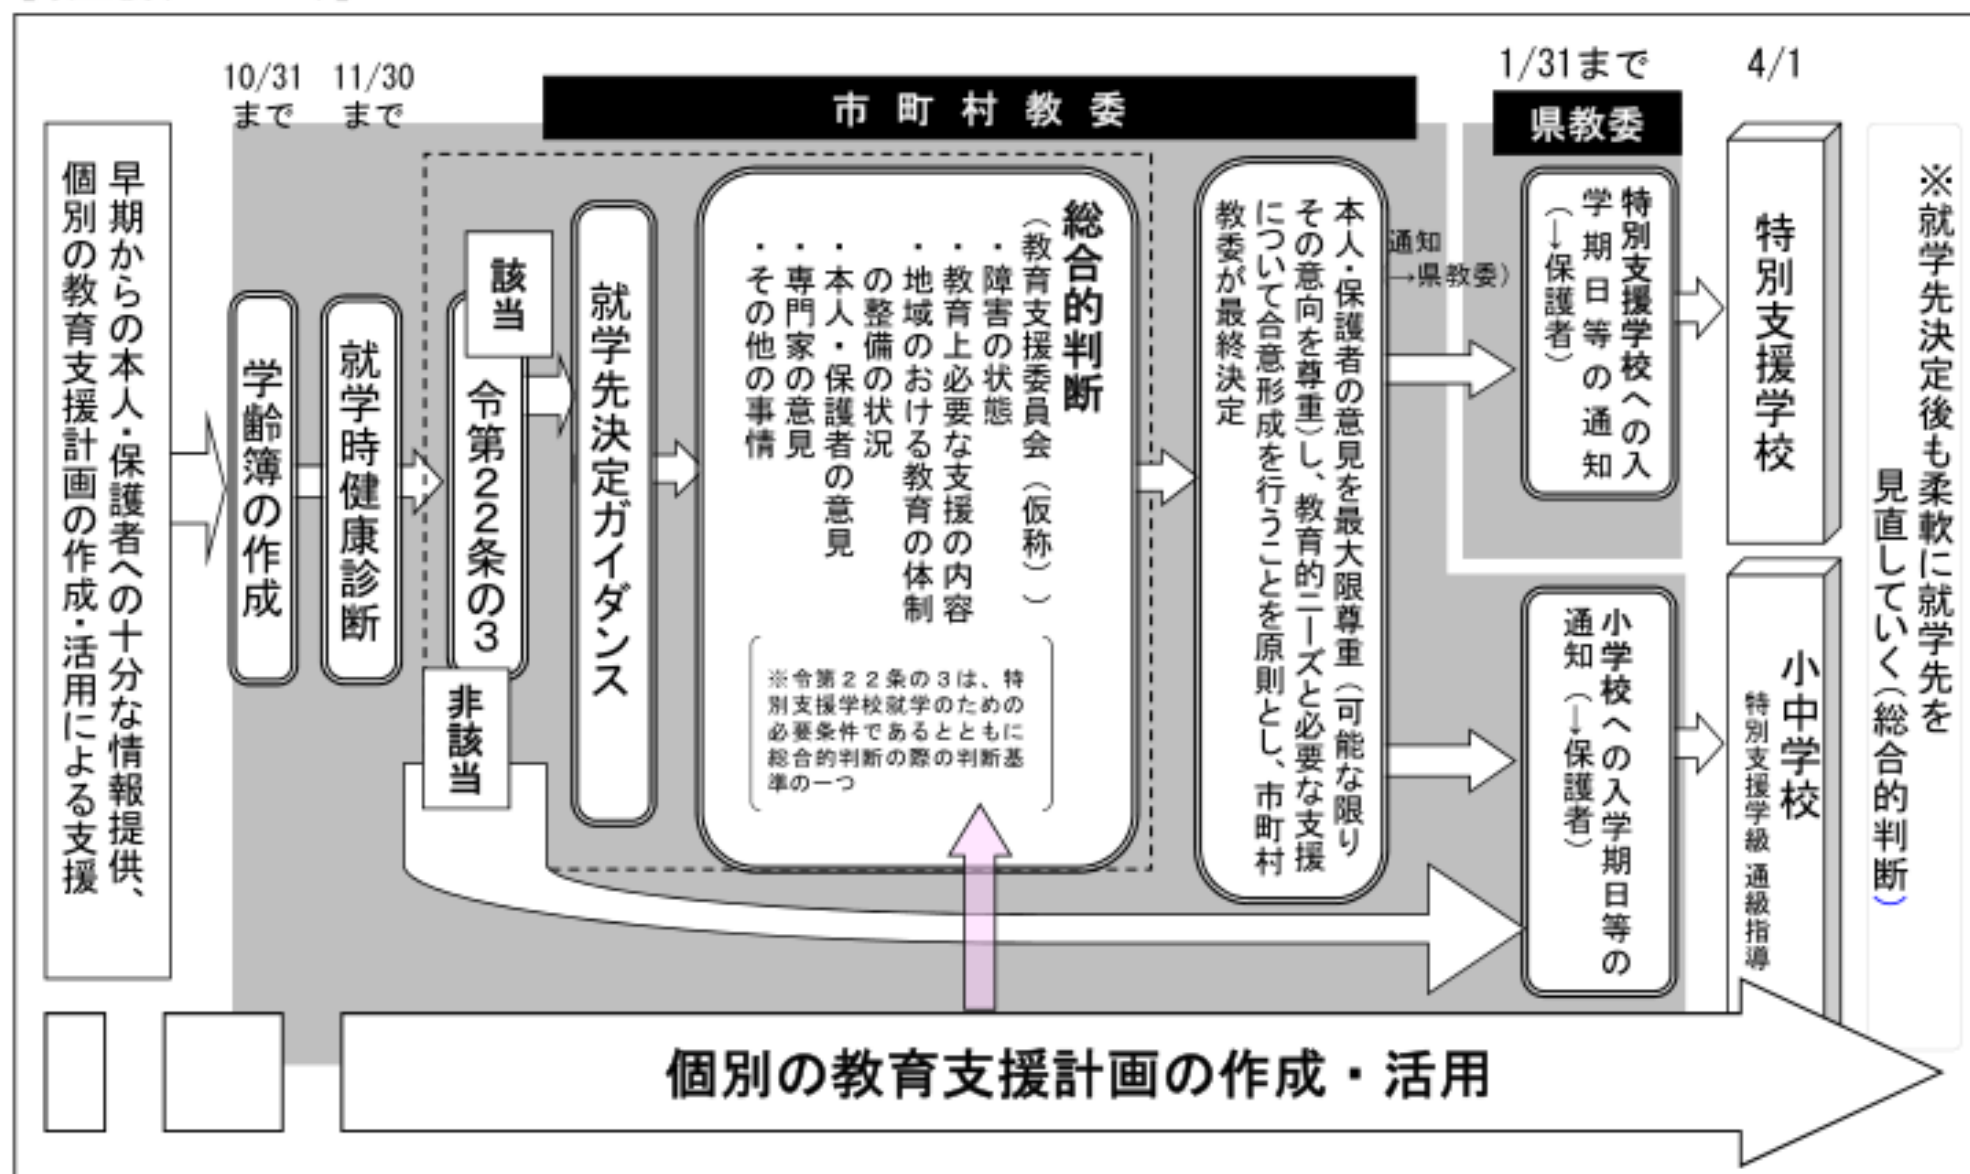 10/31
まで
11/30
まで
市町村教委
1/31まで
県教委
4/1
早期からの本人・保護者への十分な情報提供、
個別の教育支援計画の作成・活用による支援
学齢簿の作成
就学時健康診断
該当
令第22条の3
非該当
就学先決定ガイダンス
総合的判断
（教育支援委員会（仮称））
・障害の状態
・教育上必要な支援の内容
・地域のおける教育の体制
の整備の状況
・本人・保護者の意見
・専門家の意見
・その他の事情
※令第２２条の３は、特
別支援学校就学のための
必要条件であるとともに
総合的判断の際の判断基
準の一つ
本人・保護者の意見を最大限尊重（可能な限り
その意向を尊重）し、教育的ニーズと必要な支援
について合意形成を行うことを原則とし、市町村
教委が最終決定
通知
→県教委）
特別支援学校への入
学期日等の通知
（→保護者）
小学校への入学期日等の
通知（→保護者）
特別支援学校
小中学校
特別支援学級 通級指導
※就学先決定後も柔軟に就学先を
見直していく（総合的判断）
個別の教育支援計画の作成・活用